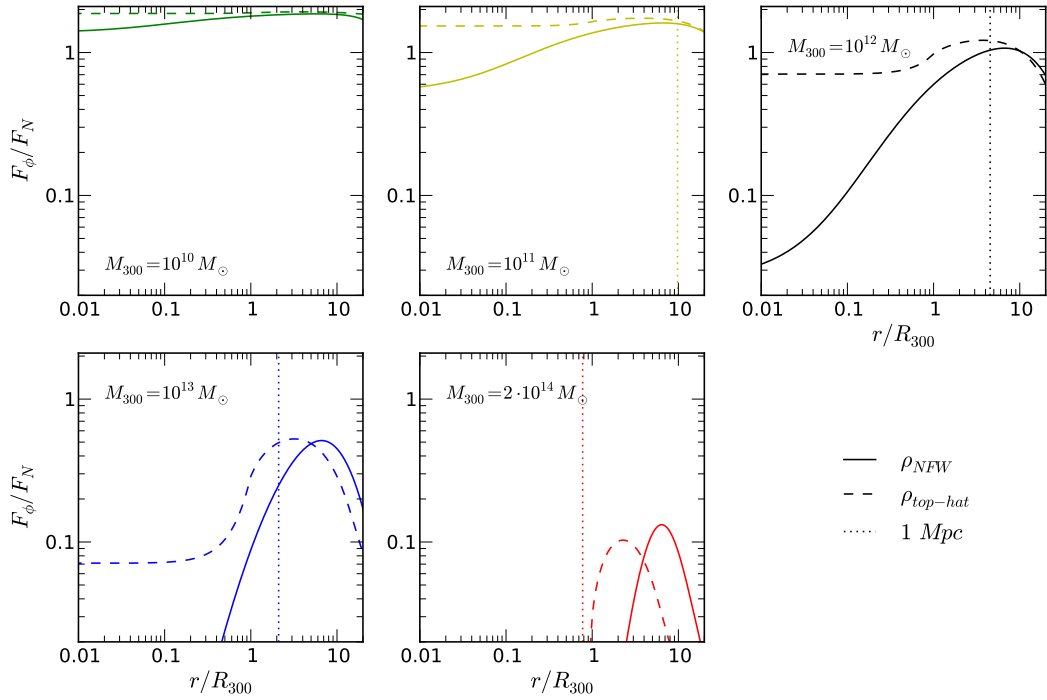 F_ϕ/F_N
1
0.1
M_300=10^10 M_⊙
0.01 0.1 1 10
1
0.1
M_300=10^11 M_⊙
0.01 0.1 1 10
M_300=10^12 M_⊙
1
0.1
0.01 0.1 1 10
r/R_300
F_ϕ/F_N
M_300=10^13 M_⊙
1
0.1
0.01 0.1 1 10
r/R_300
M_300=2·10^14 M_⊙
1
0.1
0.01 0.1 1 10
r/R_300
ρ_NFW
ρ_top−hat
1 Mpc